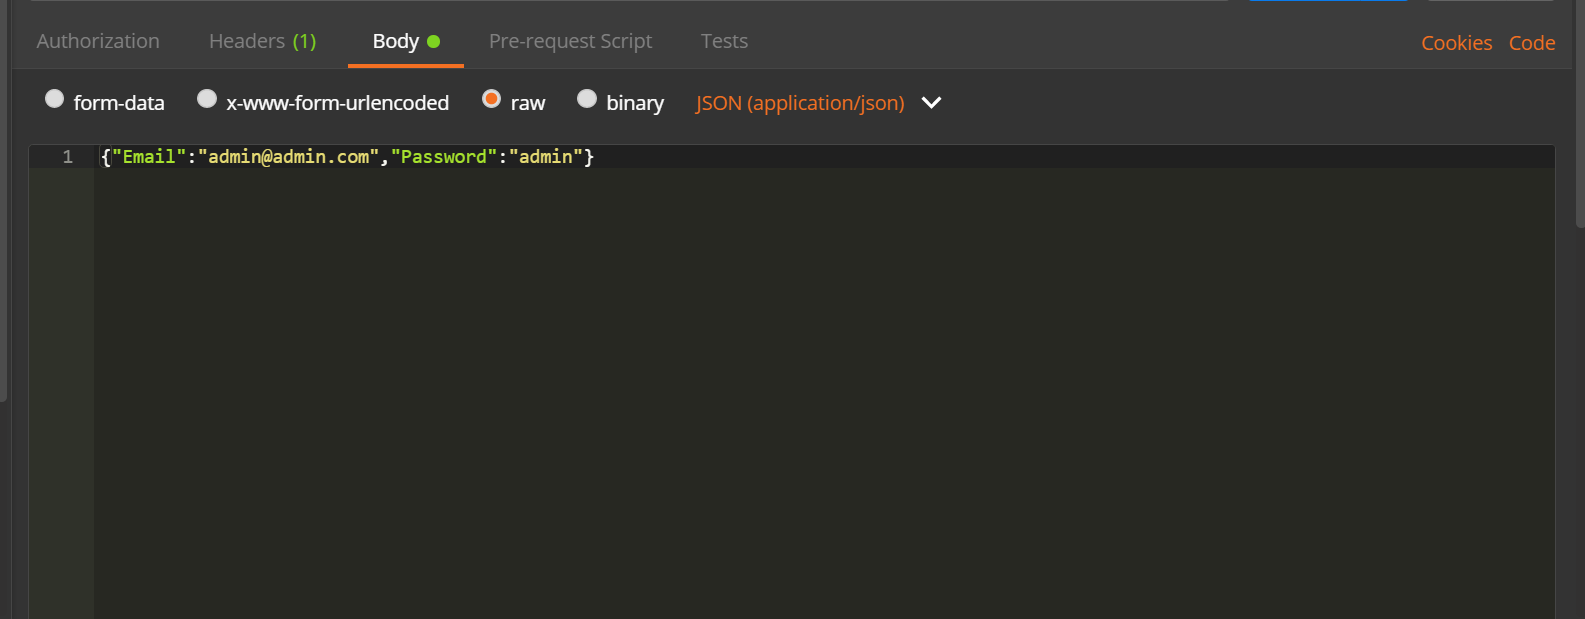 Authorization Headers (1) Body Pre-request Script Tests Cookies Code
form-data x-www-form-urlencoded raw binary JSON (application/json)
1 {"Email":"admin@admin.com","Password":"admin"}